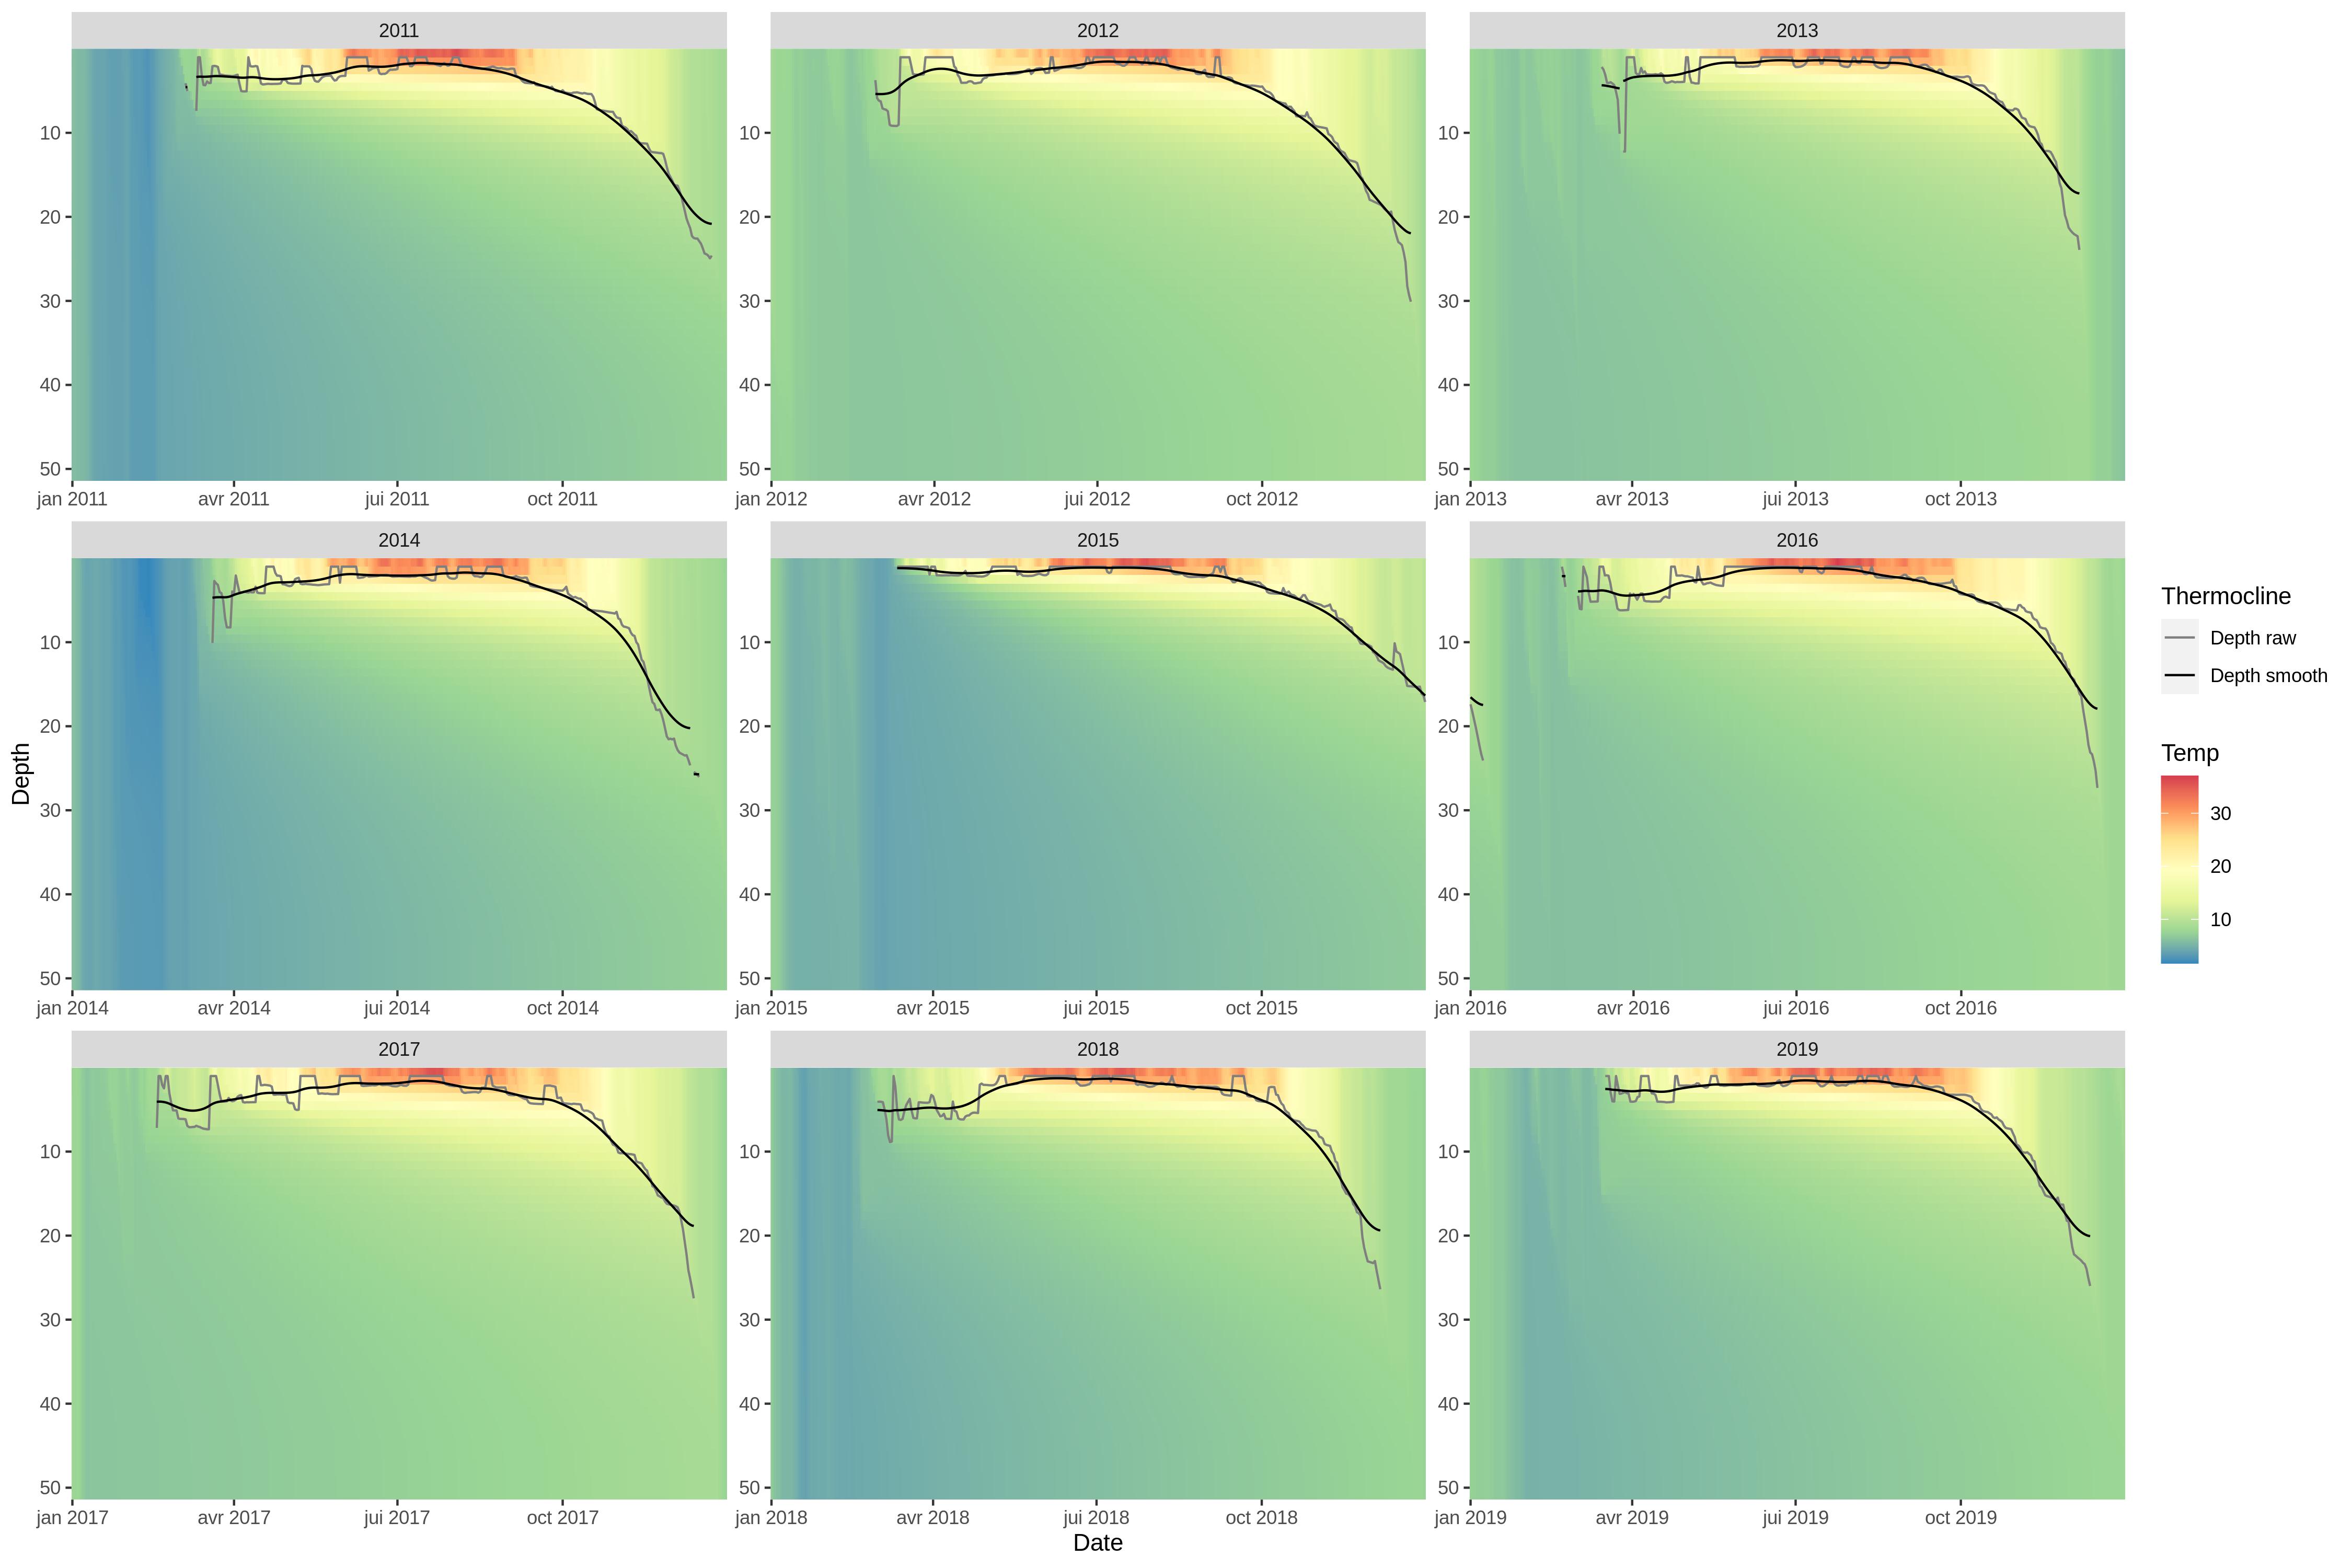 2011
2012
2013
10
20
30
40
50
10
20
30
40
50
10
20
30
40
50
jan 2011
avr 2011
jui 2011
oct 2011
jan 2012
avr 2012
jui 2012
oct 2012
jan 2013
avr 2013
jui 2013
oct 2013
2014
2015
2016
10
20
30
40
50
10
20
30
40
50
10
20
30
40
50
jan 2014
avr 2014
jui 2014
oct 2014
jan 2015
avr 2015
jui 2015
oct 2015
jan 2016
avr 2016
jui 2016
oct 2016
2017
2018
2019
10
20
30
40
50
10
20
30
40
50
10
20
30
40
50
jan 2017
avr 2017
jui 2017
oct 2017
jan 2018
avr 2018
jui 2018
oct 2018
jan 2019
avr 2019
jui 2019
oct 2019
Depth
Date
Thermocline
Depth raw
Depth smooth
Temp
30
20
10